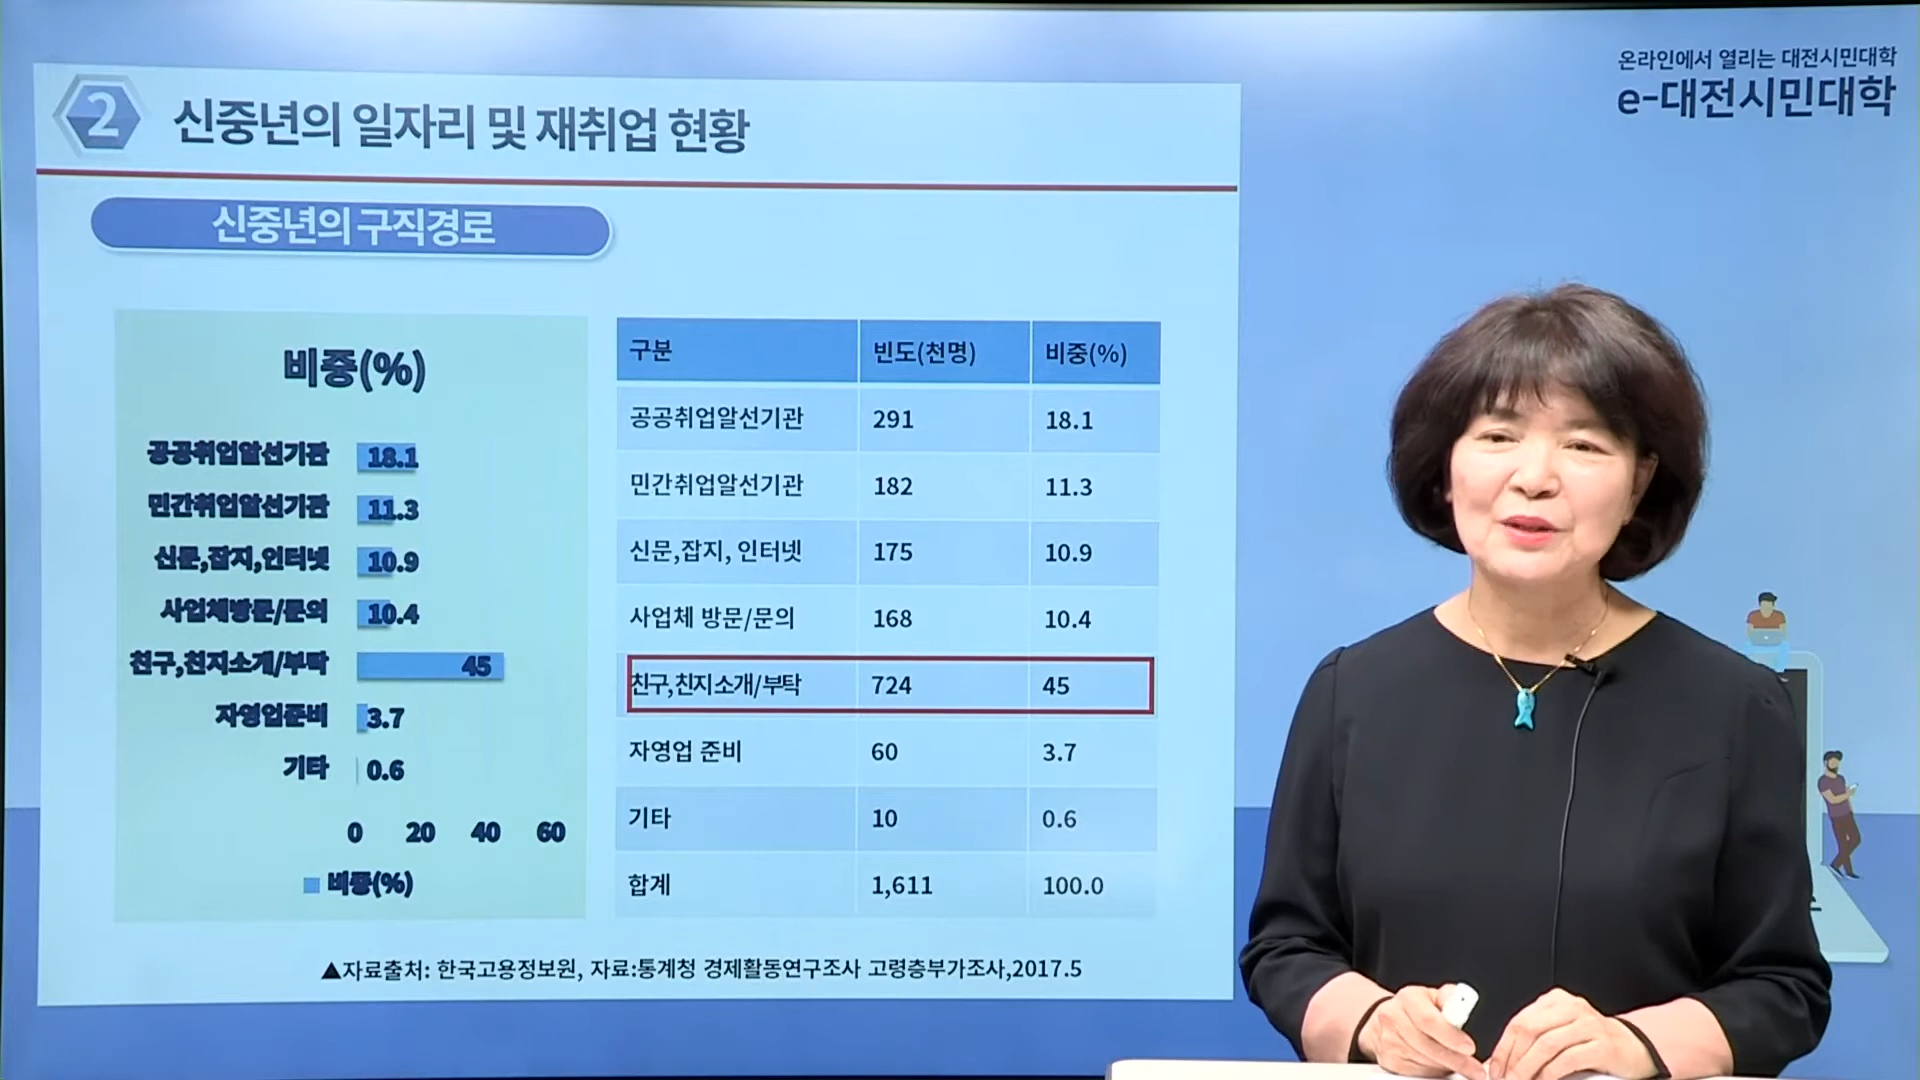 온라인에서 열리는 대전시민대학
e-대전시민대학
2 신중년의 일자리 및 재취업 현황
신중년의 구직경로
비중(%)
공공취업알선기관 18.1
민간취업알선기관 11.3
신문,잡지,인터넷 10.9
사업체방문/문의 10.4
친구,친지소개/부탁 45
자영업준비 3.7
기타 0.6
0 20 40 60
비중(%)
구분 빈도(천명) 비중(%)
공공취업알선기관 291 18.1
민간취업알선기관 182 11.3
신문,잡지, 인터넷 175 10.9
사업체 방문/문의 168 10.4
친구,친지소개/부탁 724 45
자영업 준비 60 3.7
기타 10 0.6
합계 1,611 100.0
▲자료출처: 한국고용정보원, 자료:통계청 경제활동연구조사 고령층부가조사,2017.5